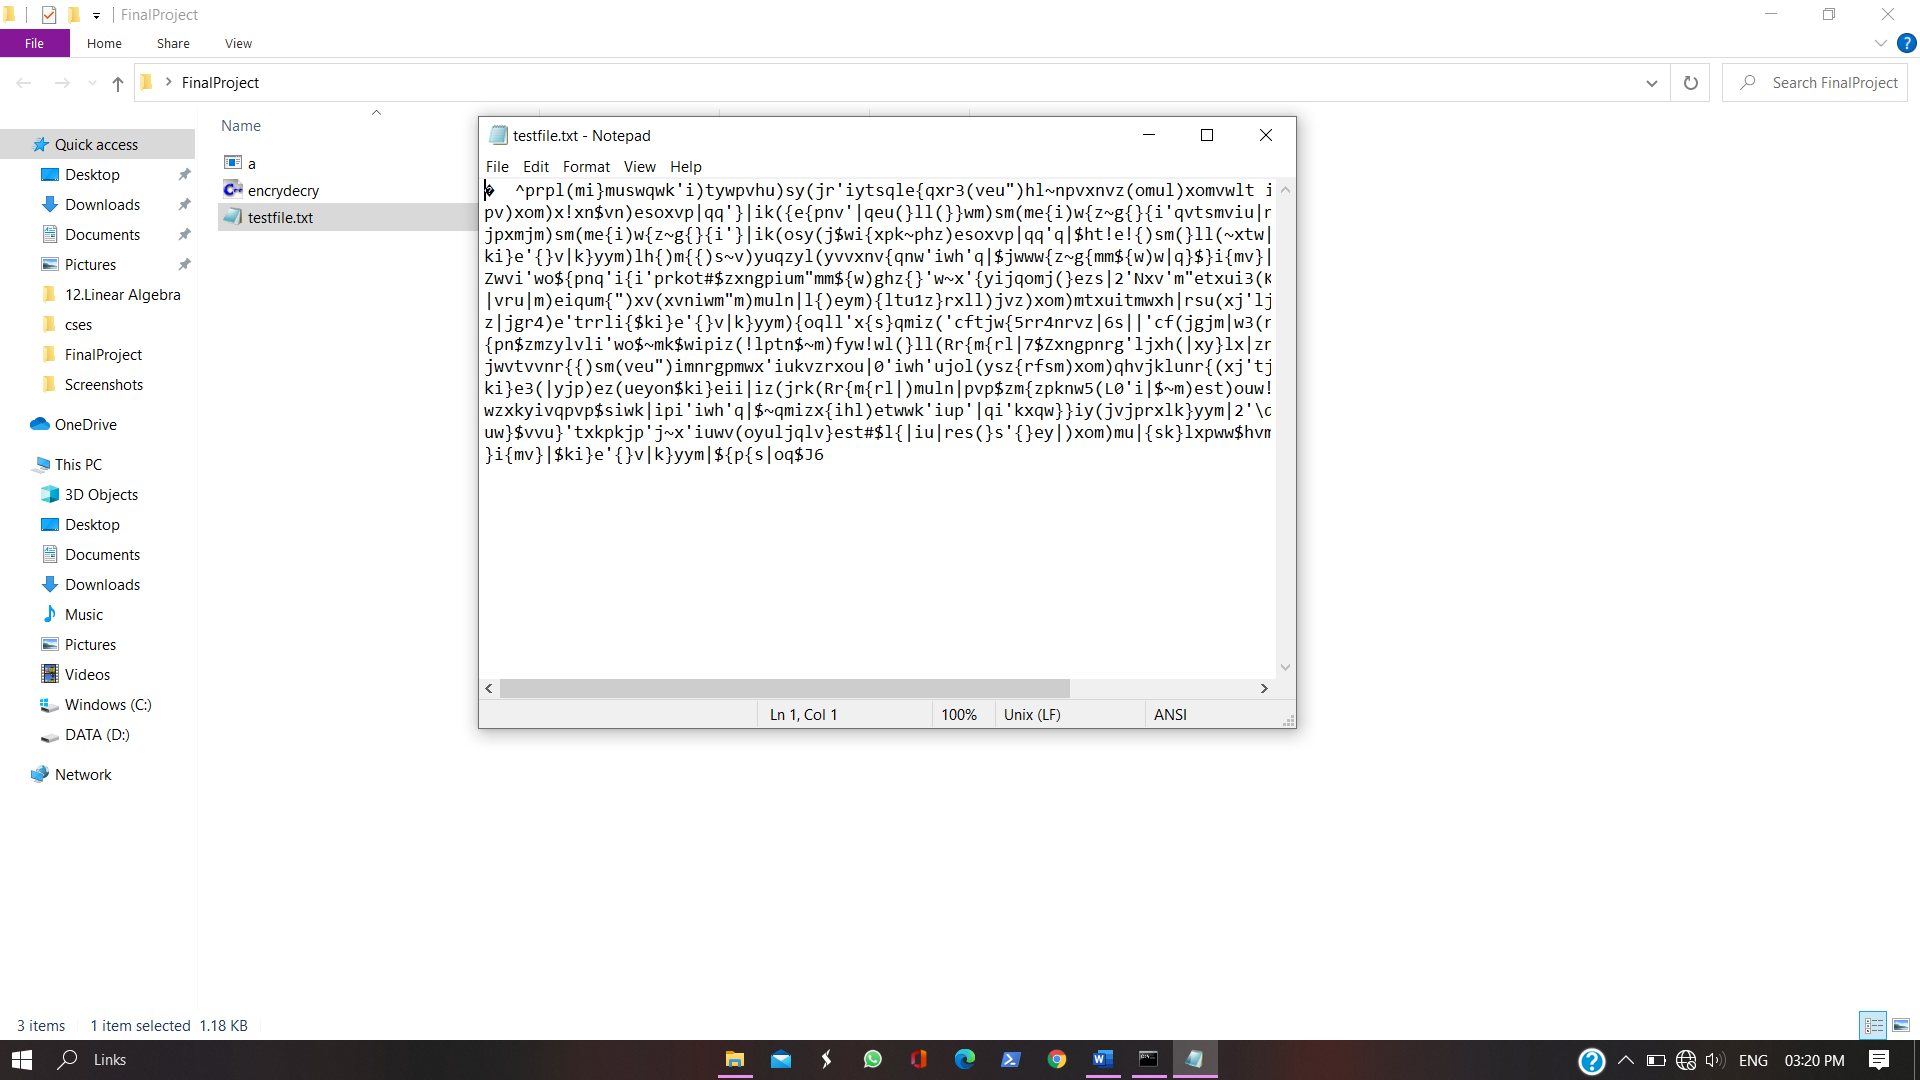 FinalProject
File Home Share View
FinalProject
Search FinalProject
Name
Quick access
Desktop
Downloads
Documents
Pictures
12.Linear Algebra
cses
FinalProject
Screenshots
OneDrive
This PC
3D Objects
Desktop
Documents
Downloads
Music
Pictures
Videos
Windows (C:)
DATA (D:)
Network
a
encrydecry
testfile.txt
testfile.txt - Notepad
File Edit Format View Help
�  ^prpl(mi}muswqwk'i)tywpvhu)sy(jr'iytsqle{qxr3(veu")hl~npvxnvz(omul)xomvwlt i
pv)xom)x!xn$vn)esoxvp|qq'}|ik({e{pnv'|qeu(}ll(}}wm)sm(me{i)w{z~g{}{i'qvtsmviu|n
jpxmjm)sm(me{i)w{z~g{}{i'}|ik(osy(j$wi{xpk~phz)esoxvp|qq'q|$ht!e!{)sm(}ll(~xtw|
ki}e'{}v|k}yym)lh{)m{{)s~v)yuqzyl(yvvxnv{qnw'iwh'q|$jwww{z~g{mm${w)w|q}$}i{mv}|
Zwvi'wo${pnq'i{i'prkot#$zxngpium"mm${w)ghz{}'w~x'{yijqomj(}ezs|2'Nxv'm"etxui3(K
|vru|m)eiqum{")xv(xvniwm"m)muln|l{)eym){ltu1z}rxll)jvz)xom)mtxuitmwxh|rsu(xj'lj
z|jgr4)e'trrli{$ki}e'{}v|k}yym){oqll'x{s}qmiz('cftjw{5rr4nrvz|6s||'cf(jgjm|w3(r
{pn$zmzylvli'wo$~mk$wipiz(!lptn$~m)fyw!wl(}ll(Rr{m{rl|7$Zxngpnrg'ljxh(|xy}lx|zn
jwvtvvnr{{)sm(veu")imnrgpmwx'iukvzrxou|0'iwh'ujol(ysz{rfsm)xom)qhvjklunr{(xj'tj
ki}e3(|yjp)ez(ueyon$ki}eii|iz(jrk(Rr{m{rl|)muln|pvp$zm{zpknw5(L0'i|$~m)est)ouw!
wzxkyivqpvp$siwk|ipi'iwh'q|$~qmizx{ihl)etwwk'iup'|qi'kxqw}}iy(jvjprxlk}yym|2'\q
uw}$vvu}'txkpkjp'j~x'iuwv(oyuljqlv}est#$l{|iu|res(}s'{}ey|)xom)mu|{sk}lxpww$hvm
}i{mv}|$ki}e'{}v|k}yym|${p{s|oq$J6
Ln 1, Col 1
100%
Unix (LF)
ANSI
3 items 1 item selected 1.18 KB
Links
ENG 03:20 PM